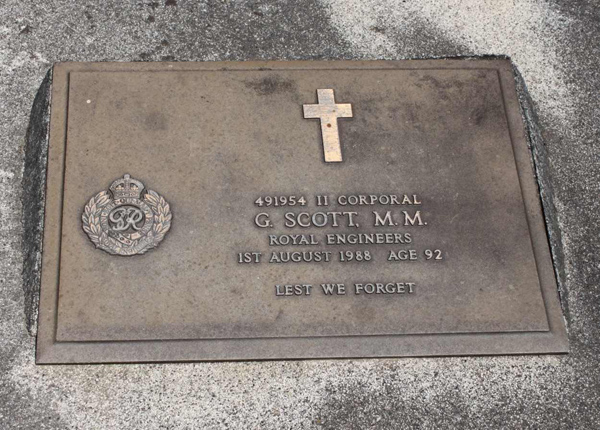 491954 II CORPORAL
G. SCOTT, M.M.
ROYAL ENGINEERS
1ST AUGUST 1988 AGE 92
LEST WE FORGET